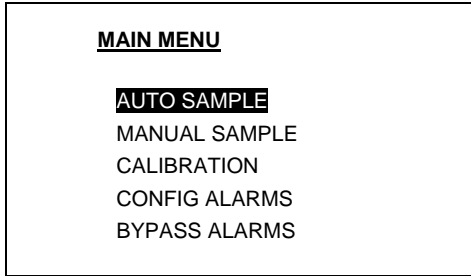 MAIN MENU
AUTO SAMPLE
MANUAL SAMPLE
CALIBRATION
CONFIG ALARMS
BYPASS ALARMS